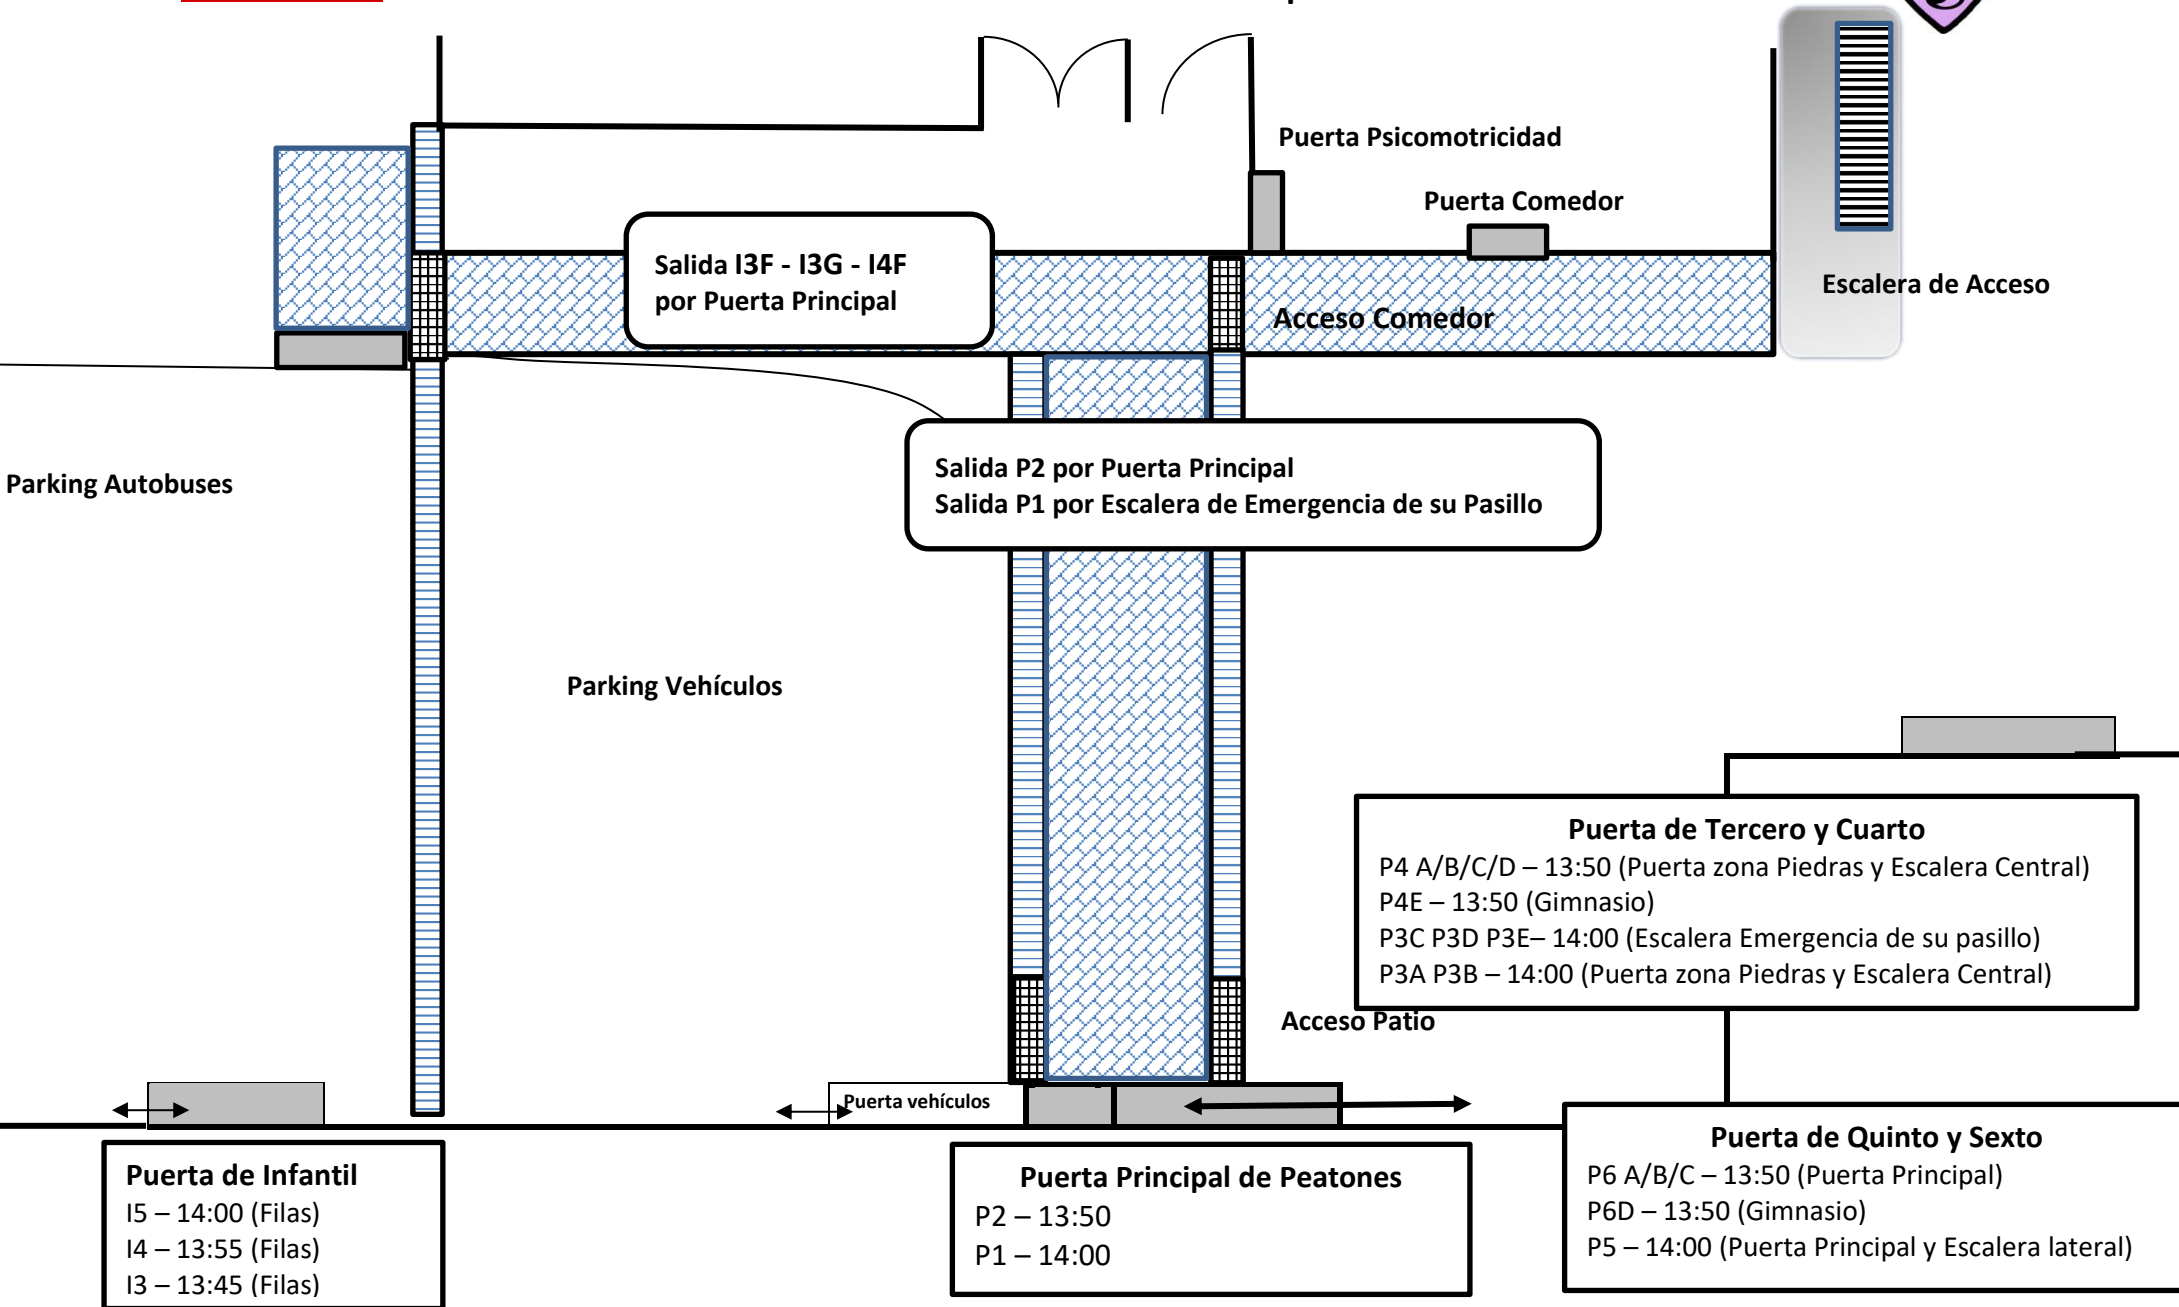 Puerta Psicomotricidad
Puerta Comedor
Salida I3F - I3G - I4F
por Puerta Principal
Escalera de Acceso
Acceso Comedor
Salida P2 por Puerta Principal
Salida P1 por Escalera de Emergencia de su Pasillo
Parking Autobuses
Parking Vehículos
Puerta de Tercero y Cuarto
P4 A/B/C/D – 13:50 (Puerta zona Piedras y Escalera Central)
P4E – 13:50 (Gimnasio)
P3C P3D P3E– 14:00 (Escalera Emergencia de su pasillo)
P3A P3B – 14:00 (Puerta zona Piedras y Escalera Central)
Acceso Patio
Puerta vehículos
Puerta de Infantil
I5 – 14:00 (Filas)
I4 – 13:55 (Filas)
I3 – 13:45 (Filas)
Puerta Principal de Peatones
P2 – 13:50
P1 – 14:00
Puerta de Quinto y Sexto
P6 A/B/C – 13:50 (Puerta Principal)
P6D – 13:50 (Gimnasio)
P5 – 14:00 (Puerta Principal y Escalera lateral)